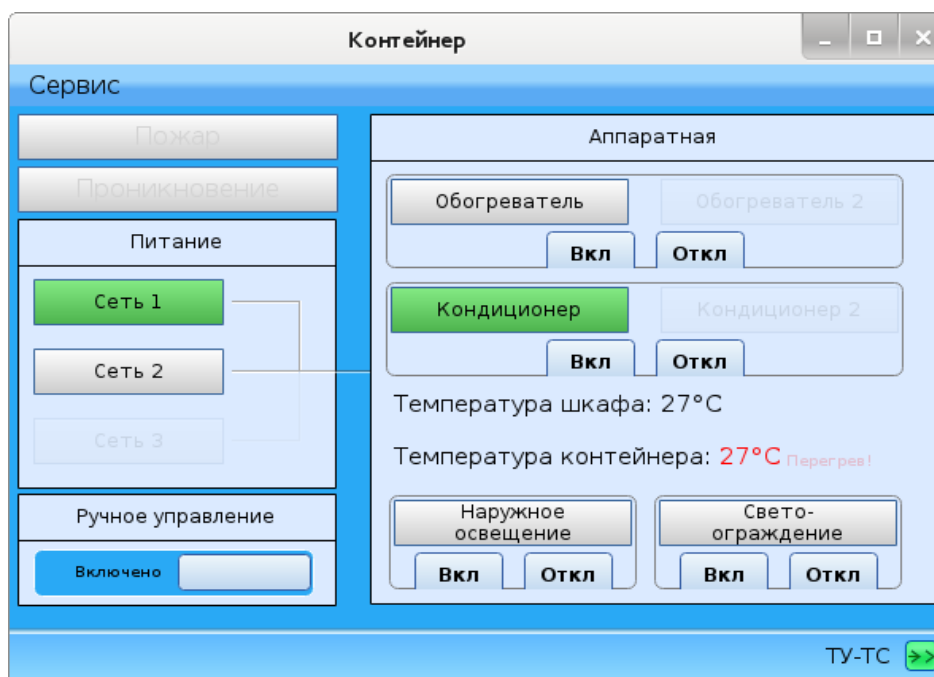 Контейнер
Сервис
Пожар
Проникновение
Питание
Сеть 1
Сеть 2
Сеть 3
Ручное управление
Включено
Аппаратная
Обогреватель
Обогреватель 2
Вкл
Откл
Кондиционер
Кондиционер 2
Вкл
Откл
Температура шкафа: 27°C
Температура контейнера: 27°C Перегрев!
Наружное
освещение
Вкл
Откл
Свето-
ограждение
Вкл
Откл
ТУ-ТС >>